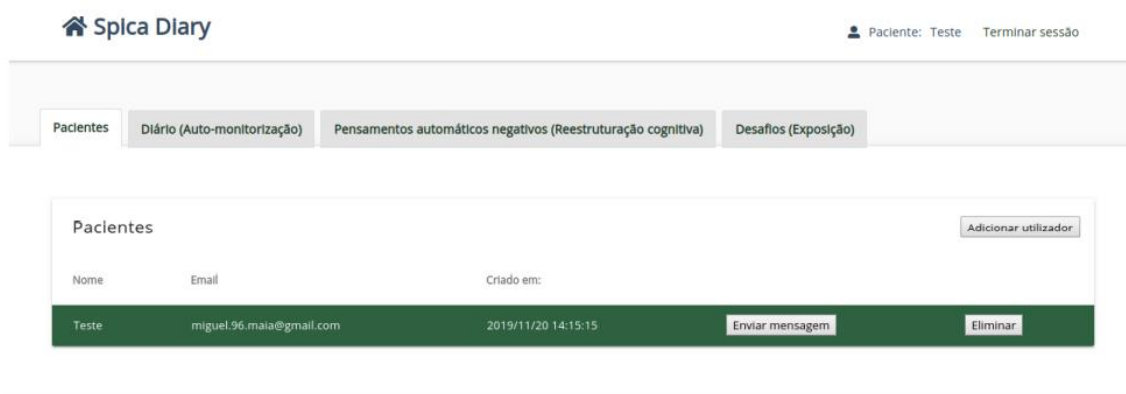 Spica Diary
Paciente: Teste Terminar sessão
Pacientes Diário (Auto-monitorização) Pensamentos automáticos negativos (Reestruturação cognitiva) Desafios (Exposição)
Pacientes Adicionar utilizador
Nome Email Criado em:
Teste miguel.96.maia@gmail.com 2019/11/20 14:15:15 Enviar mensagem Eliminar